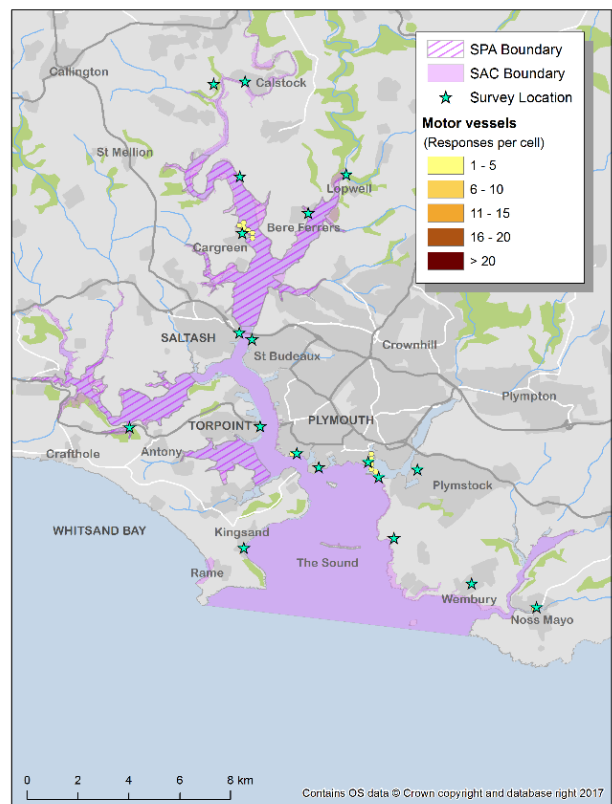 SPA Boundary
SAC Boundary
Survey Location
Motor vessels
(Responses per cell)
1 - 5
6 - 10
11 - 15
16 - 20
> 20
Callington
Calstock
St Mellion
Lopwell
Bere Ferrers
Cargreen
SALTASH
St Budeaux
Crownhill
Plympton
TORPOINT
PLYMOUTH
Crafthole
Antony
Plymstock
WHITSAND BAY
Kingsand
The Sound
Rame
Wembury
Noss Mayo
0 2 4 8 km
Contains OS data © Crown copyright and database right 2017